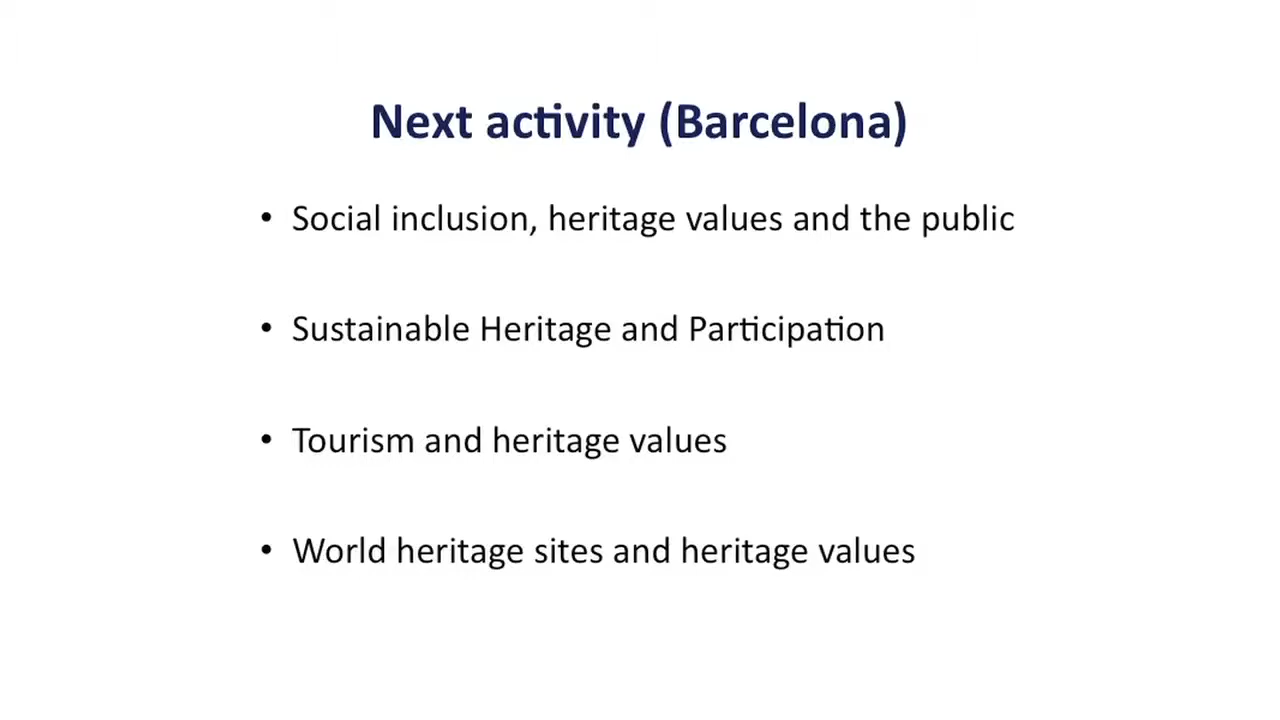 Next activity (Barcelona)
• Social inclusion, heritage values and the public
• Sustainable Heritage and Participation
• Tourism and heritage values
• World heritage sites and heritage values